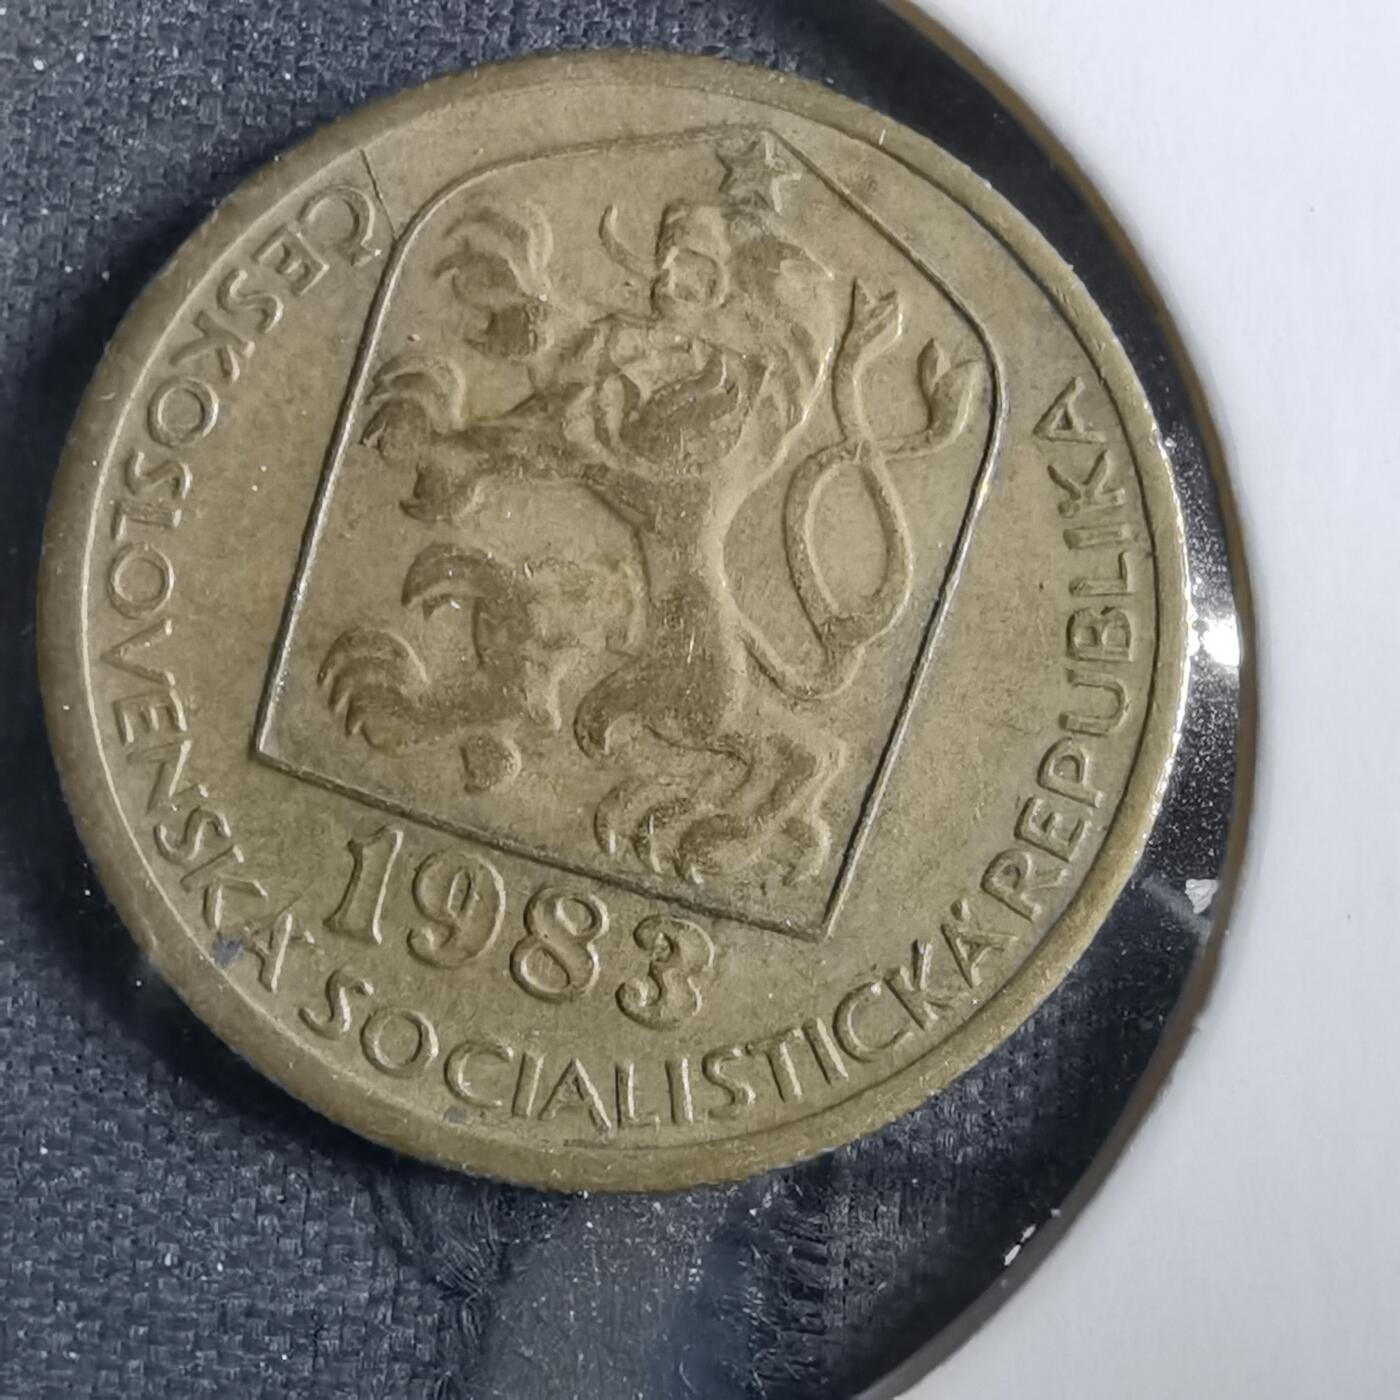 ČESKOSLOVENSKÁ SOCIALISTICKÁ REPUBLIKA
1983